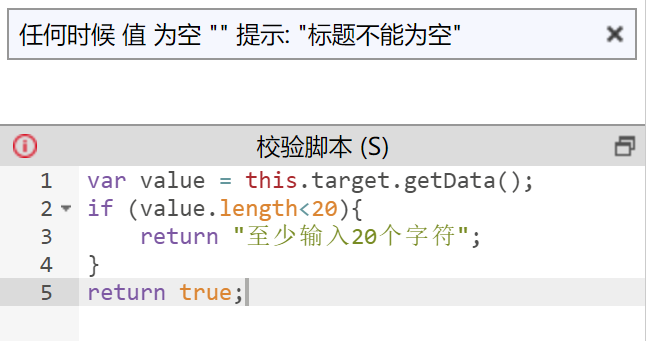 任何时候 值 为空 "" 提示: "标题不能为空"
校验脚本 (S)
1 var value = this.target.getData();
2 if (value.length<20){
3 return "至少输入20个字符";
4 }
5 return true;